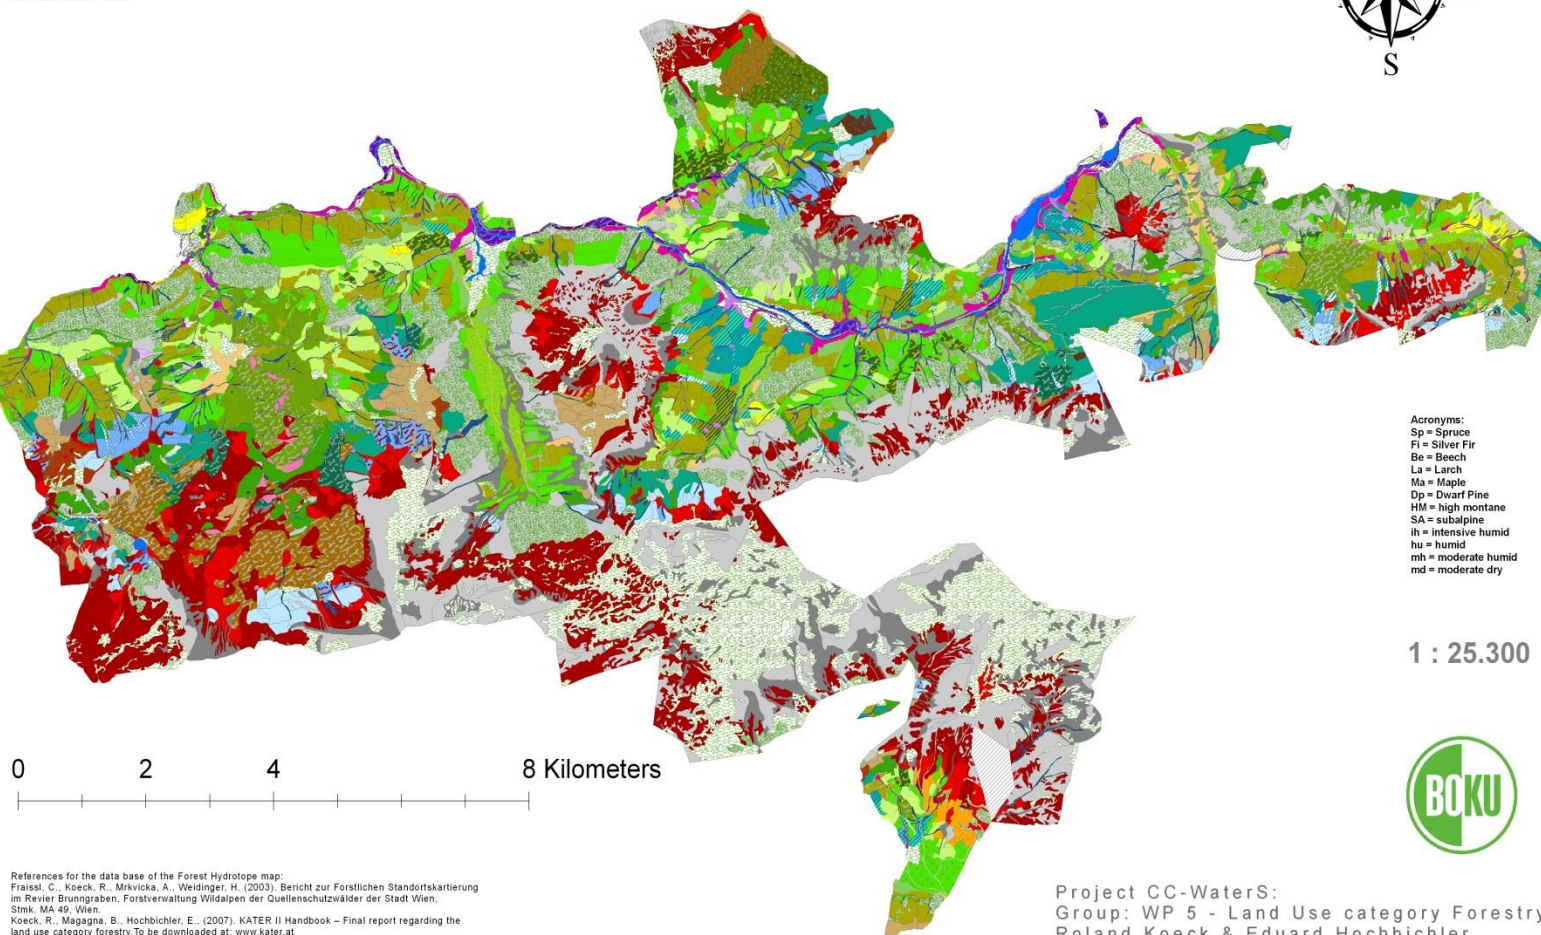 S
Acronyms:
Sp = Spruce
Fi = Silver Fir
Be = Beech
La = Larch
Ma = Maple
Dp = Dwarf Pine
HM = high montane
SA = subalpine
ih = intensive humid
hu = humid
mh = moderate humid
md = moderate dry
1 : 25.300
0 2 4 8 Kilometers
BOKU
References for the data base of the Forest Hydrotope map:
Fraissl, C., Koeck, R., Mrkvicka, A., Weidinger, H. (2003). Bericht zur Forstlichen Standortskartierung
im Revier Brunngraben, Forstverwaltung Wildalpen der Quellenschutzwälder der Stadt Wien,
Stmk. MA 49, Wien.
Koeck, R., Magagna, B., Hochbichler, E., (2007). KATER II Handbook – Final report regarding the
land use category forestry.To be downloaded at: www.kater.at
Project CC-WaterS:
Group: WP 5 - Land Use category Forestry
Roland Koeck & Eduard Hochbichler